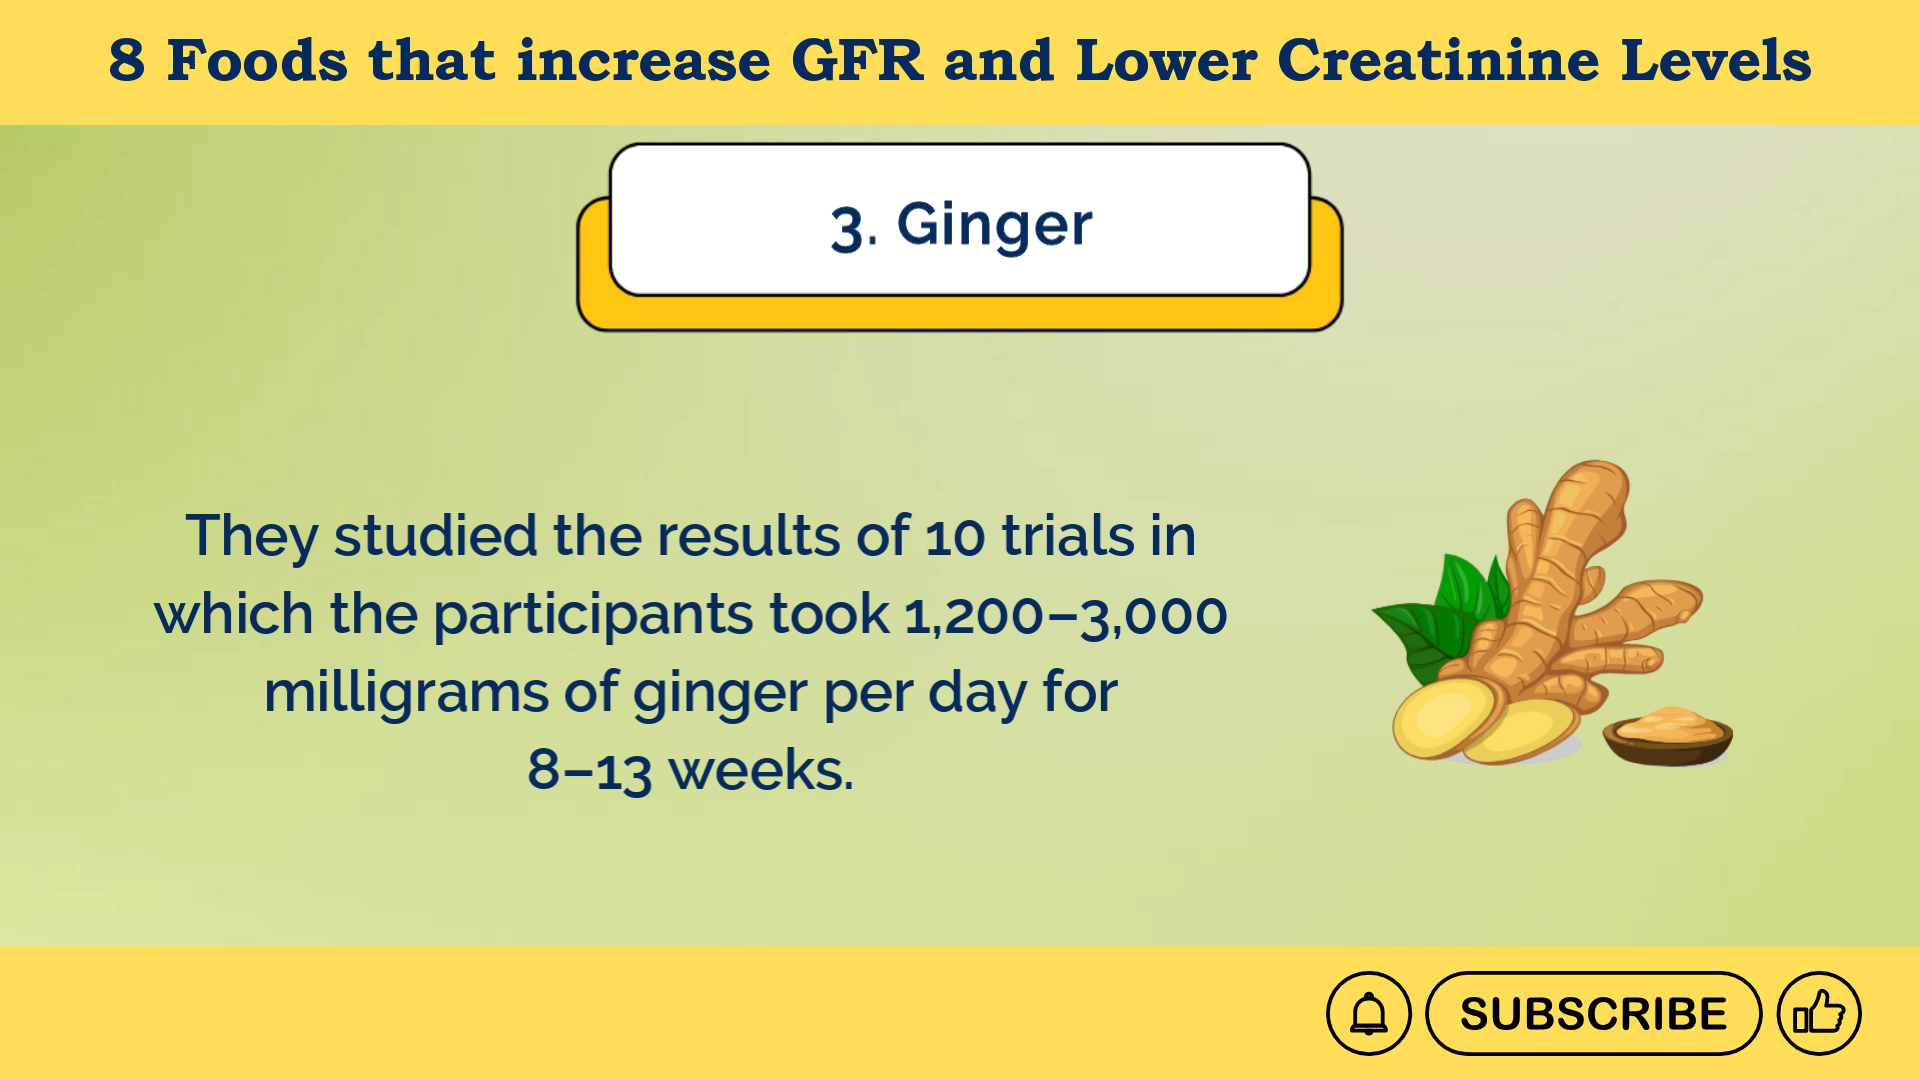 8 Foods that increase GFR and Lower Creatinine Levels
3. Ginger
They studied the results of 10 trials in
which the participants took 1,200–3,000
milligrams of ginger per day for
8–13 weeks.
SUBSCRIBE